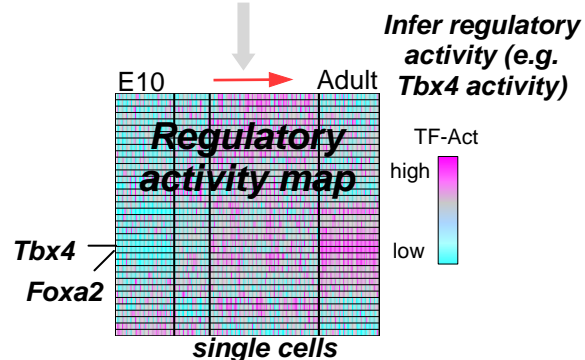 Infer regulatory
activity (e.g.
Tbx4 activity)
E10
Adult
TF-Act
high
low
Regulatory
activity map
Tbx4
Foxa2
single cells